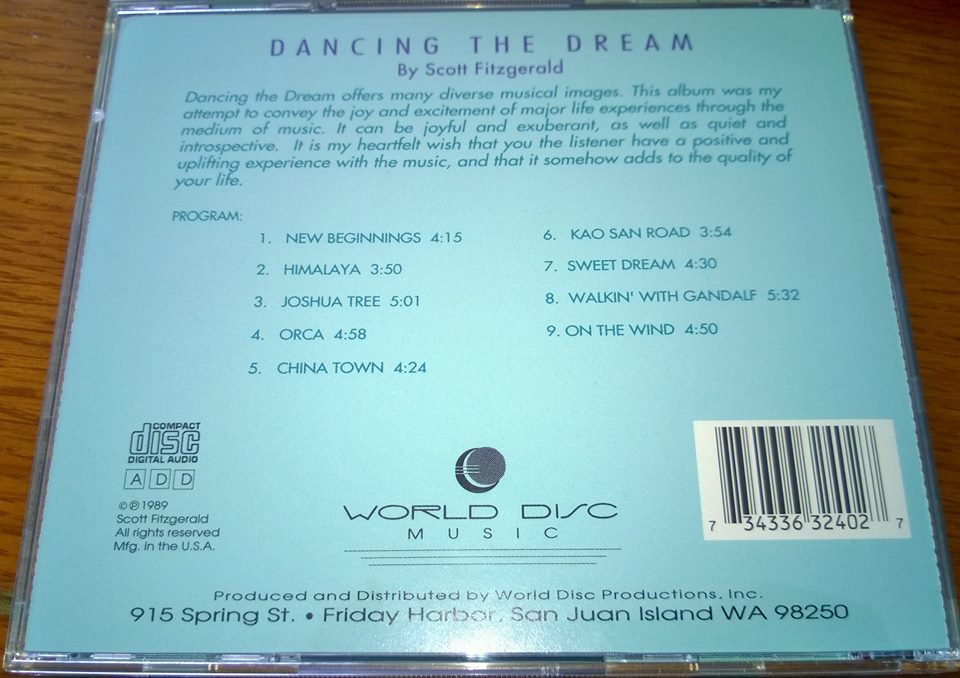 DANCING THE DREAM
By Scott Fitzgerald
Dancing the Dream offers many diverse musical images. This album was my
attempt to convey the joy and excitement of major life experiences through the
medium of music. It can be joyful and exuberant, as well as quiet and
introspective. It is my heartfelt wish that you the listener have a positive and
uplifting experience with the music, and that it somehow adds to the quality of
your life.
PROGRAM:
1. NEW BEGINNINGS 4:15
2. HIMALAYA 3:50
3. JOSHUA TREE 5:01
4. ORCA 4:58
5. CHINA TOWN 4:24
6. KAO SAN ROAD 3:54
7. SWEET DREAM 4:30
8. WALKIN' WITH GANDALF 5:32
9. ON THE WIND 4:50
COMPACT
disc
DIGITAL AUDIO
A D D
©℗1989
Scott Fitzgerald
All rights reserved
Mfg. in the U.S.A.
WORLD DISC
MUSIC
7 34336 32402 7
Produced and Distributed by World Disc Productions, Inc.
915 Spring St. • Friday Harbor, San Juan Island WA 98250